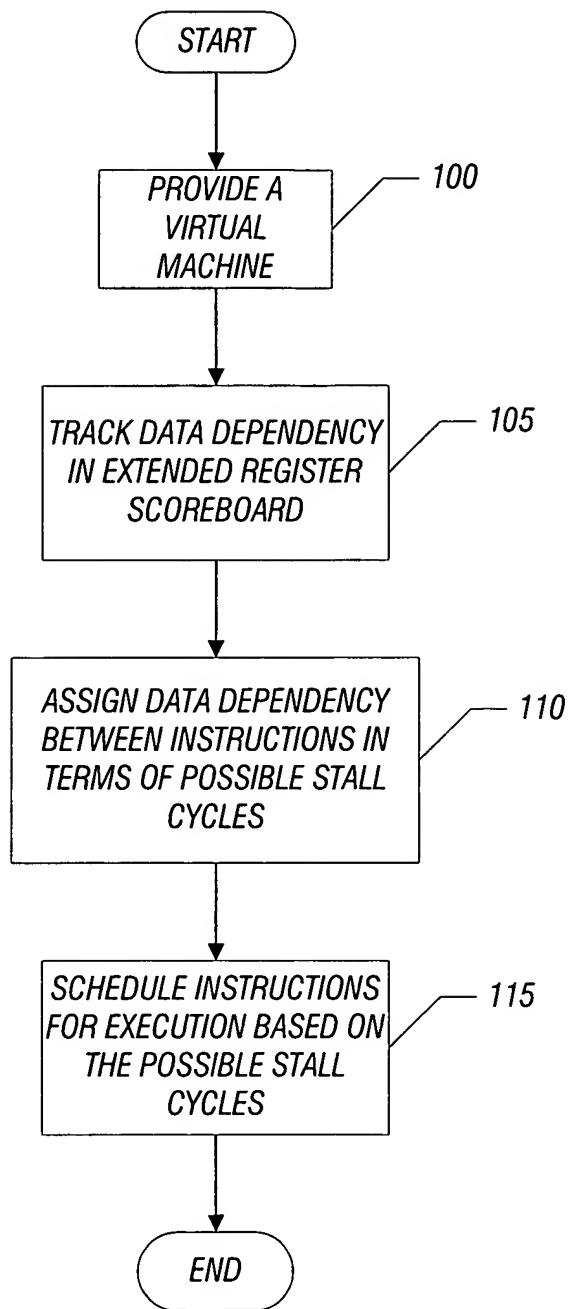 START
PROVIDE A
VIRTUAL
MACHINE
100
TRACK DATA DEPENDENCY
IN EXTENDED REGISTER
SCOREBOARD
105
ASSIGN DATA DEPENDENCY
BETWEEN INSTRUCTIONS IN
TERMS OF POSSIBLE STALL
CYCLES
110
SCHEDULE INSTRUCTIONS
FOR EXECUTION BASED ON
THE POSSIBLE STALL
CYCLES
115
END